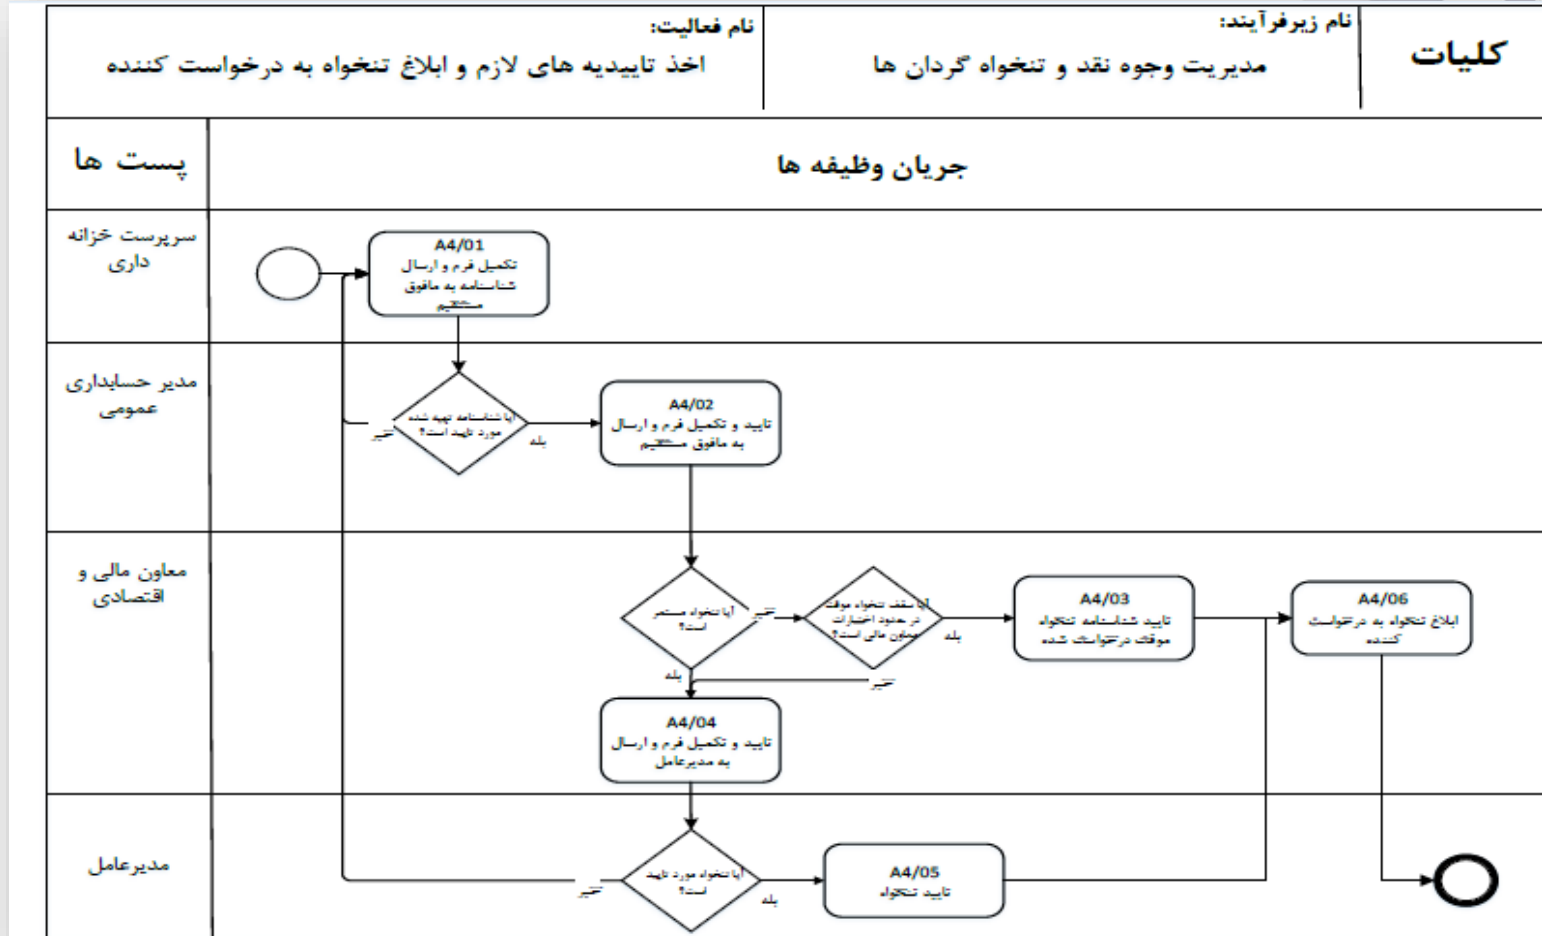 کلیات
نام زیرفرآیند:
مدیریت وجوه نقد و تنخواه گردان ها
نام فعالیت:
اخذ تاییدیه های لازم و ابلاغ تنخواه به درخواست کننده
پست ها
جریان وظیفه ها
سرپرست خزانه
داری
A4/01
تکمیل فرم و ارسال
شناسنامه به مافوق
مستقیم
مدیر حسابداری
عمومی
آیا شناسنامه تهیه شده
مورد تایید است؟
خیر
بله
A4/02
تایید و تکمیل فرم و ارسال
به مافوق مستقیم
معاون مالی و
اقتصادی
آیا تنخواه مستمر
است؟
خیر
بله
آیا سقف تنخواه موقت
در حدود اختیارات
معاون مالی است؟
بله
خیر
A4/03
تایید شناسنامه تنخواه
موقت درخواست شده
A4/06
ابلاغ تنخواه به درخواست
کننده
A4/04
تایید و تکمیل فرم و ارسال
به مدیرعامل
مدیرعامل
آیا تنخواه مورد تایید
است؟
خیر
بله
A4/05
تایید تنخواه